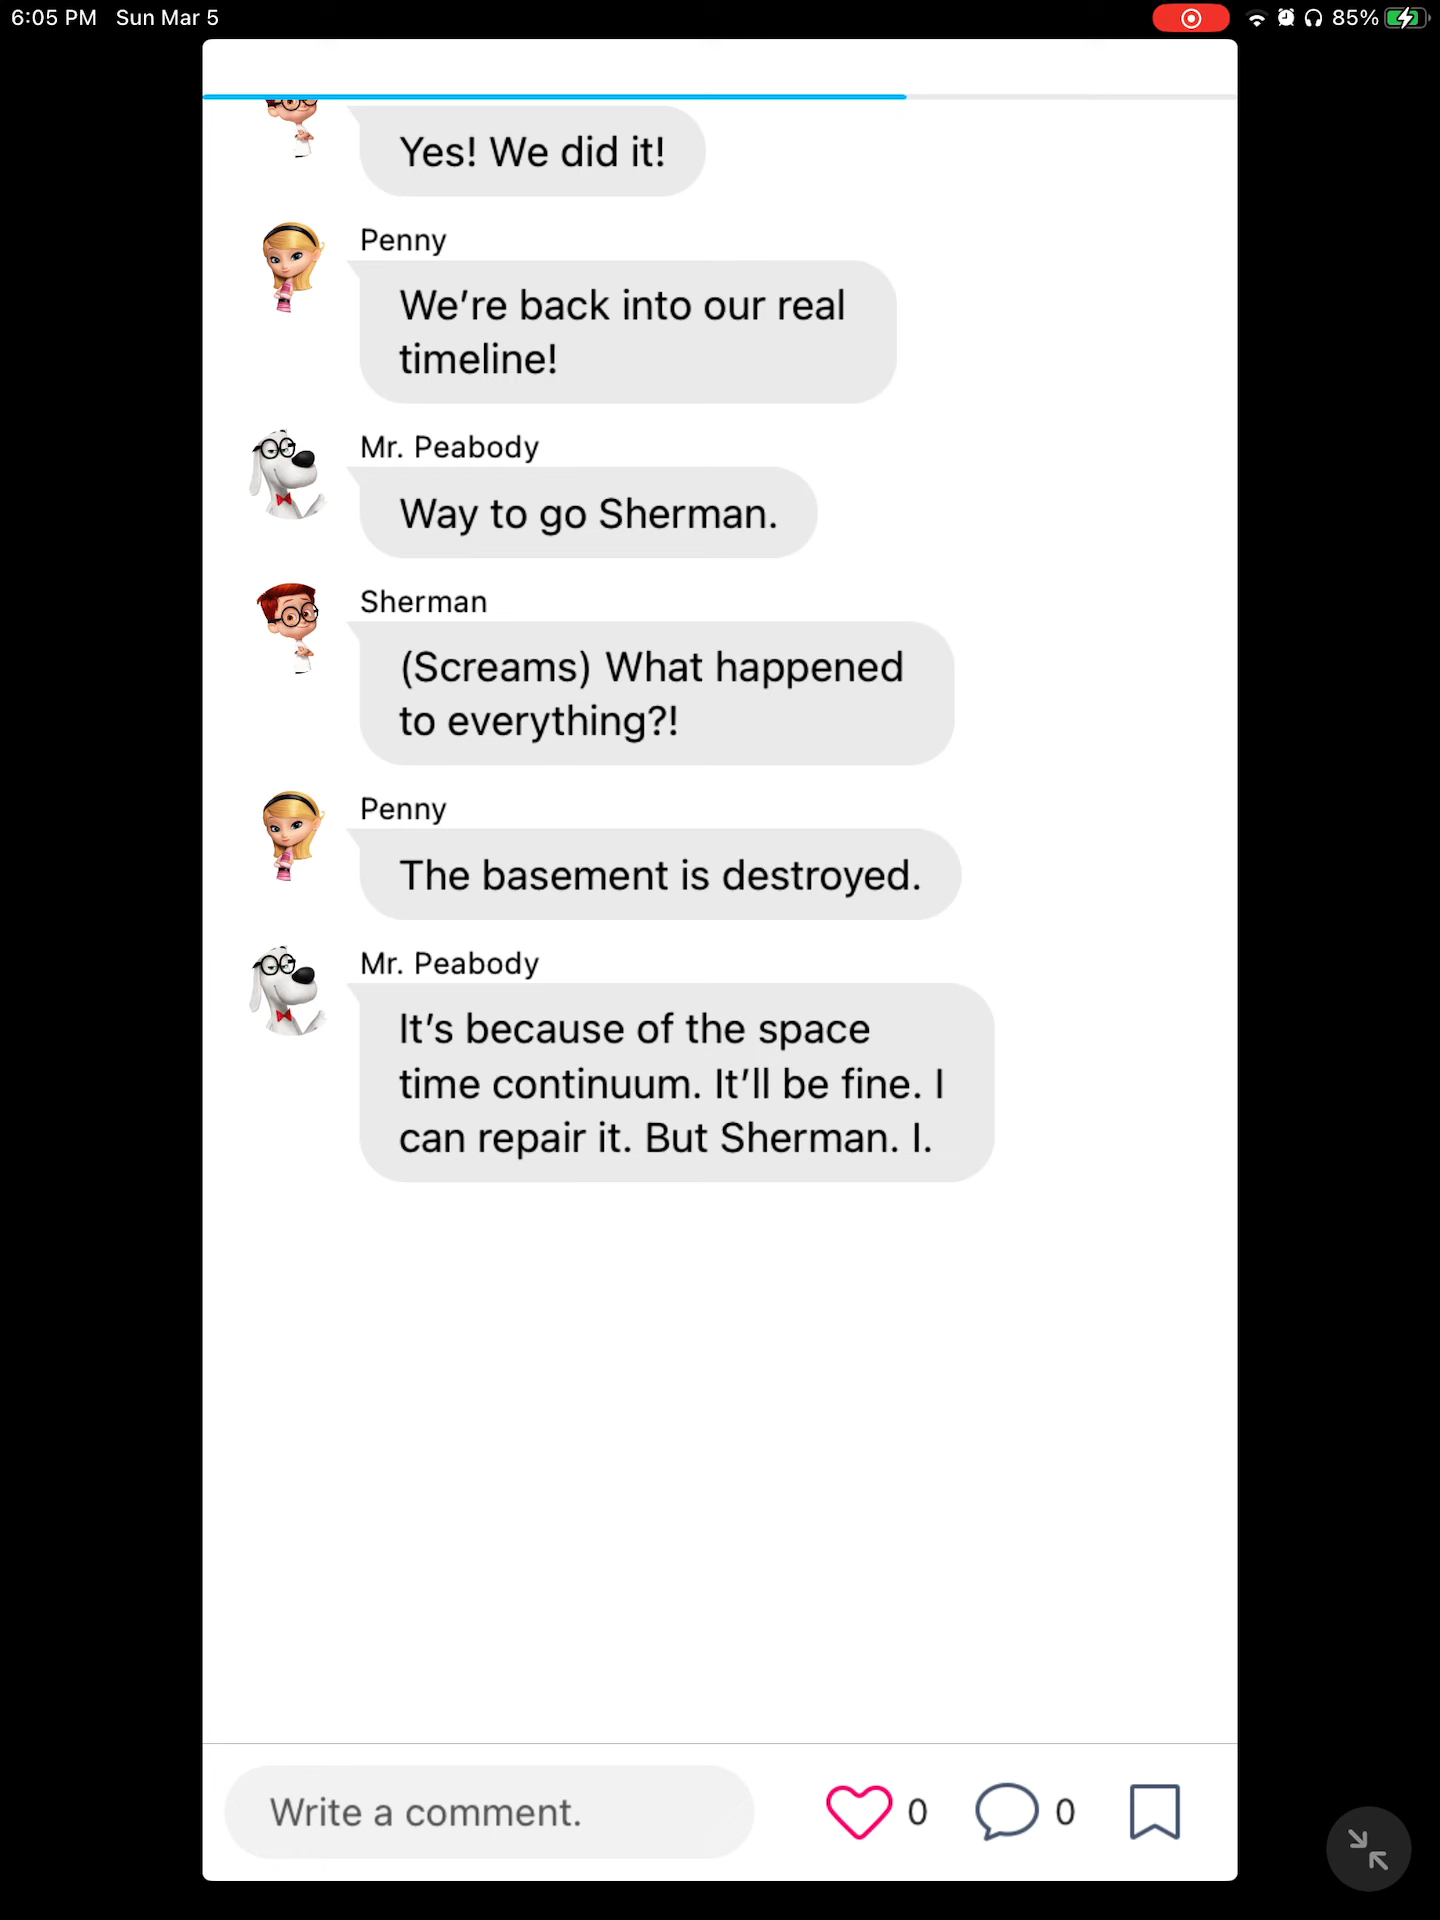 6:05 PM Sun Mar 5
85%
Yes! We did it!
Penny
We’re back into our real
timeline!
Mr. Peabody
Way to go Sherman.
Sherman
(Screams) What happened
to everything?!
Penny
The basement is destroyed.
Mr. Peabody
It’s because of the space
time continuum. It’ll be fine. I
can repair it. But Sherman. I.
Write a comment.
0
0